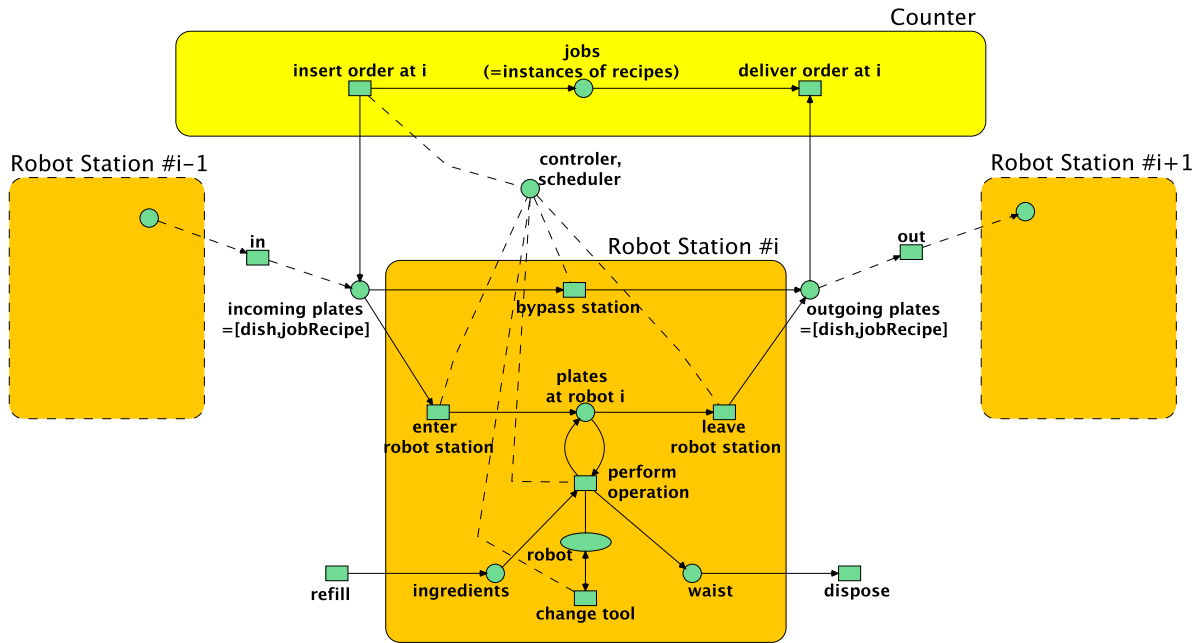 Counter
jobs
(=instances of recipes)
insert order at i
deliver order at i
Robot Station #i-1
controler,
scheduler
Robot Station #i+1
in
out
Robot Station #i
incoming plates
=[dish,jobRecipe]
bypass station
outgoing plates
=[dish,jobRecipe]
plates
at robot i
enter
robot station
leave
robot station
perform
operation
robot
refill
ingredients
change tool
waist
dispose